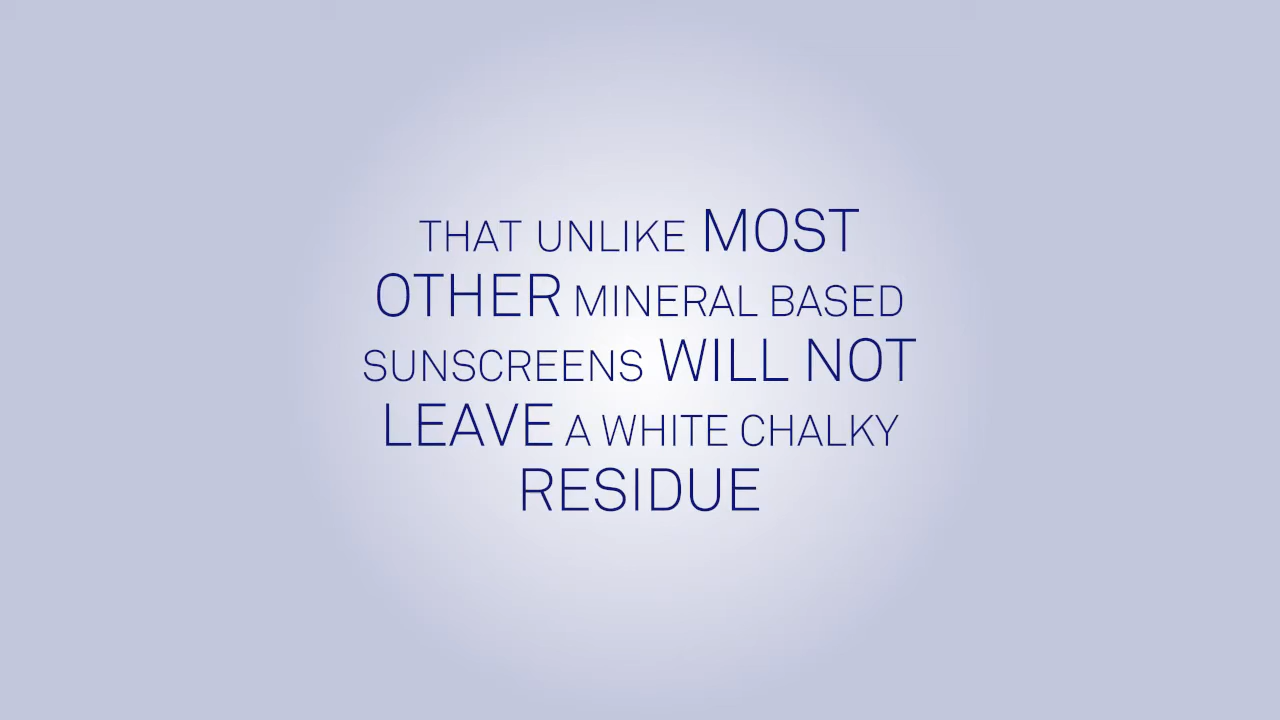 THAT UNLIKE MOST
OTHER MINERAL BASED
SUNSCREENS WILL NOT
LEAVE A WHITE CHALKY
RESIDUE